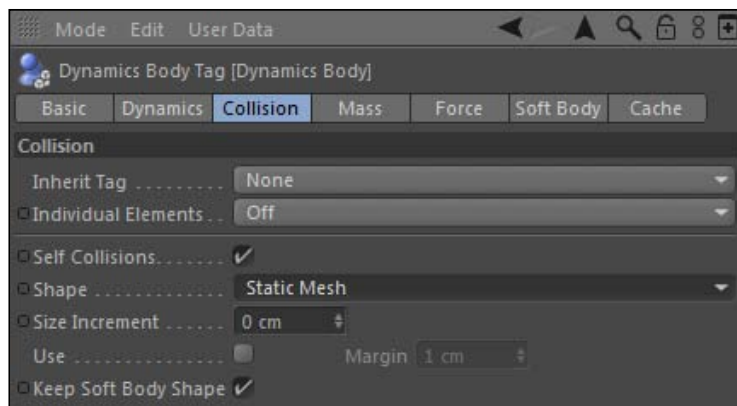 Mode Edit User Data
Dynamics Body Tag [Dynamics Body]
Basic Dynamics Collision Mass Force Soft Body Cache
Collision
Inherit Tag . . . . . . . . . None
Individual Elements . . Off
Self Collisions. . . . . . .
Shape . . . . . . . . . . . . . Static Mesh
Size Increment . . . . . . 0 cm
Use . . . . . . . . . . . . . . . Margin 1 cm
Keep Soft Body Shape